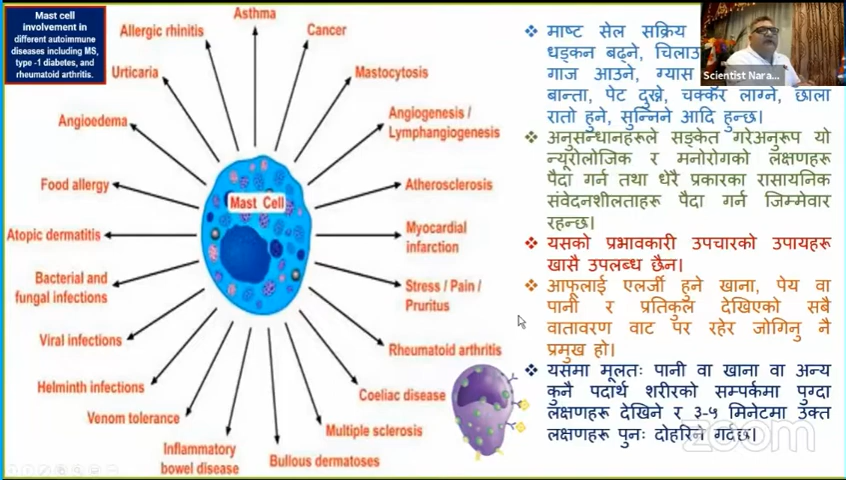 Mast cell
involvement in
different autoimmune
diseases including MS,
type -1 diabetes, and
rheumatoid arthritis.
Asthma
Allergic rhinitis
Cancer
Urticaria
Mastocytosis
Angioedema
Angiogenesis /
Lymphangiogenesis
Food allergy
Mast Cell
Atherosclerosis
Atopic dermatitis
Myocardial
infarction
Bacterial and
fungal infections
Stress / Pain /
Pruritus
Viral infections
Rheumatoid arthritis
Helminth infections
Coeliac disease
Venom tolerance
Multiple sclerosis
Inflammatory
bowel disease
Bullous dermatoses
माष्ट सेल सक्रिय
धड्कन बढ्ने,
गाज आउने, ग्यास
बान्ता, पेट दुख्ने, चक्कर लाग्ने, छाला
रातो हुने, सुन्निने आदि हुन्छ।
अनुसन्धानहरूले सङ्केत गरेअनुरूप यो
न्यूरोलोजिक र मनोरोगको लक्षणहरू
पैदा गर्न तथा धेरै प्रकारका रासायनिक
संवेदनशीलताहरू पैदा गर्न जिम्मेवार
रहन्छ।
यसको प्रभावकारी उपचारको उपायहरू
खासै उपलब्ध छैन।
आफूलाई एलर्जी हुने खाना, पेय वा
पानी र प्रतिकुल देखिएको सबै
वातावरण वाट पर रहेर जोगिनु नै
प्रमुख हो।
यसमा मूलतः पानी वा खाना वा अन्य
कुनै पदार्थ शरीरको सम्पर्कमा पुग्दा
लक्षणहरू देखिने र ३-५ मिनेटमा उक्त
लक्षणहरू पुनः दोहरिने गर्दछ।
Scientist Nara...
zoom